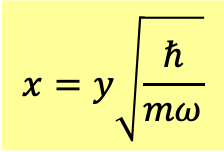 x = y√(ħ/mω)